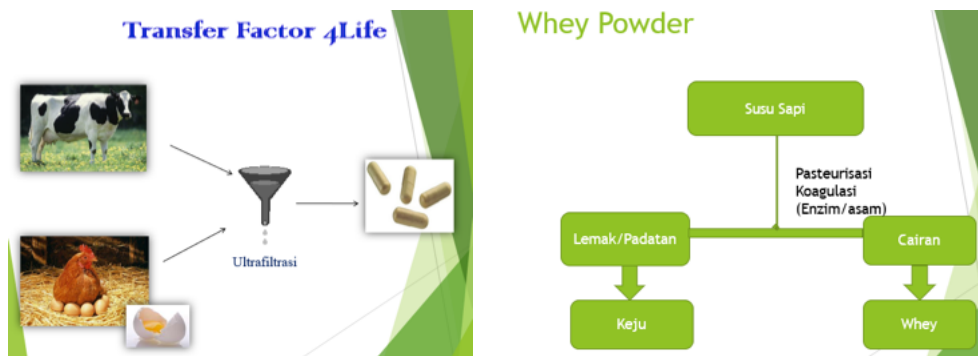 Transfer Factor 4Life
Ultrafiltrasi
Whey Powder
Susu Sapi
Pasteurisasi
Koagulasi
(Enzim/asam)
Lemak/Padatan
Cairan
Keju
Whey